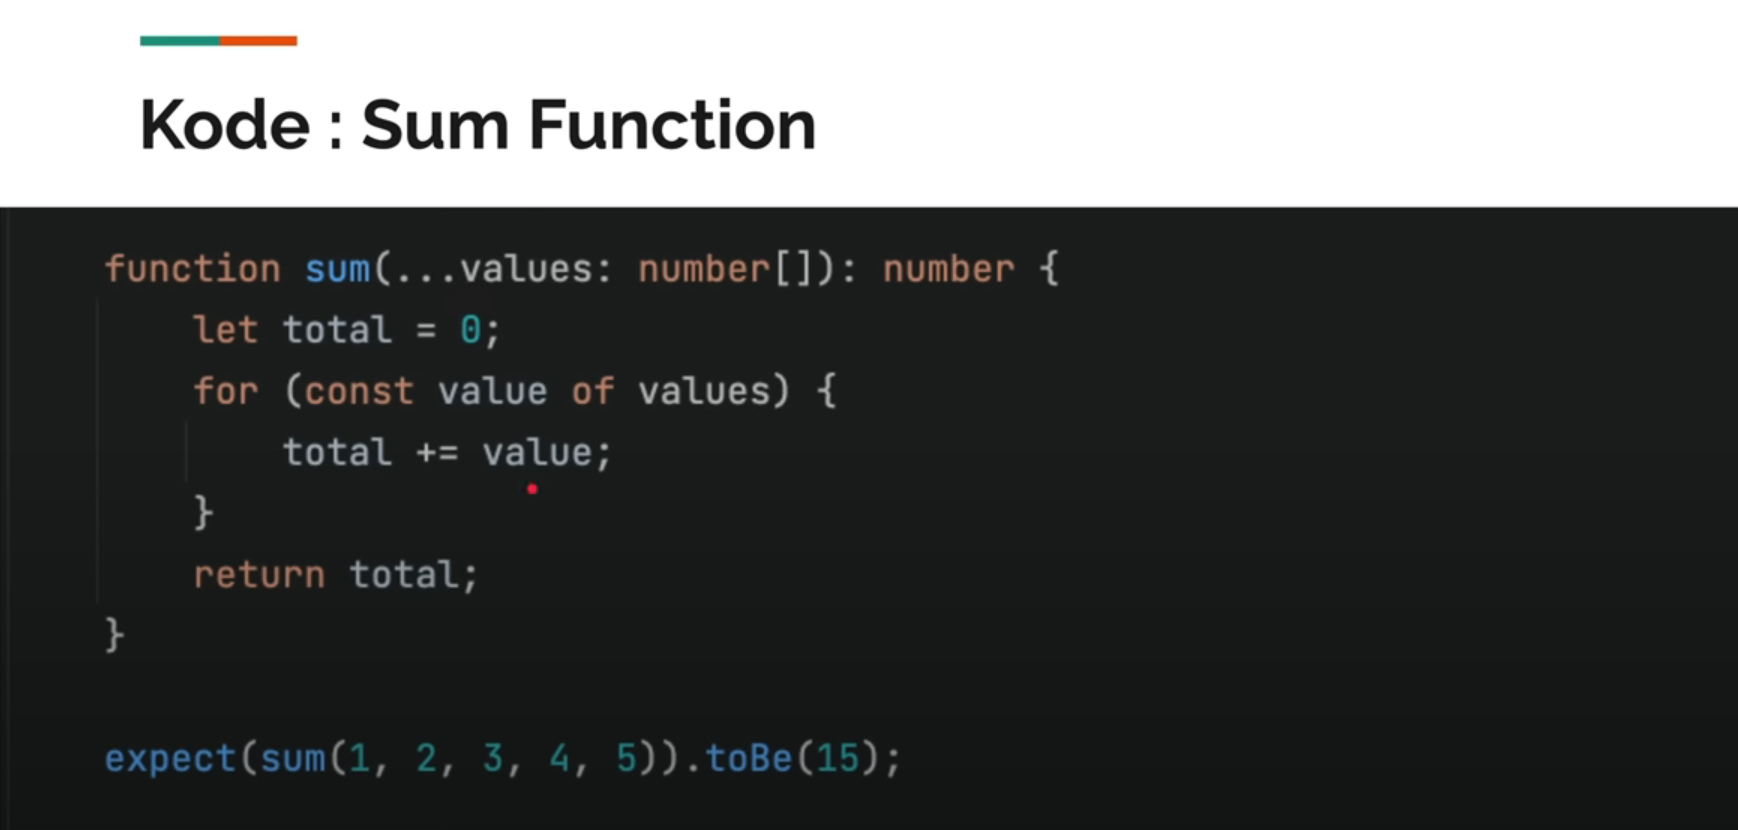 Kode : Sum Function
function sum(...values: number[]): number {
    let total = 0;
    for (const value of values) {
        total += value;
    }
    return total;
}
expect(sum(1, 2, 3, 4, 5)).toBe(15);